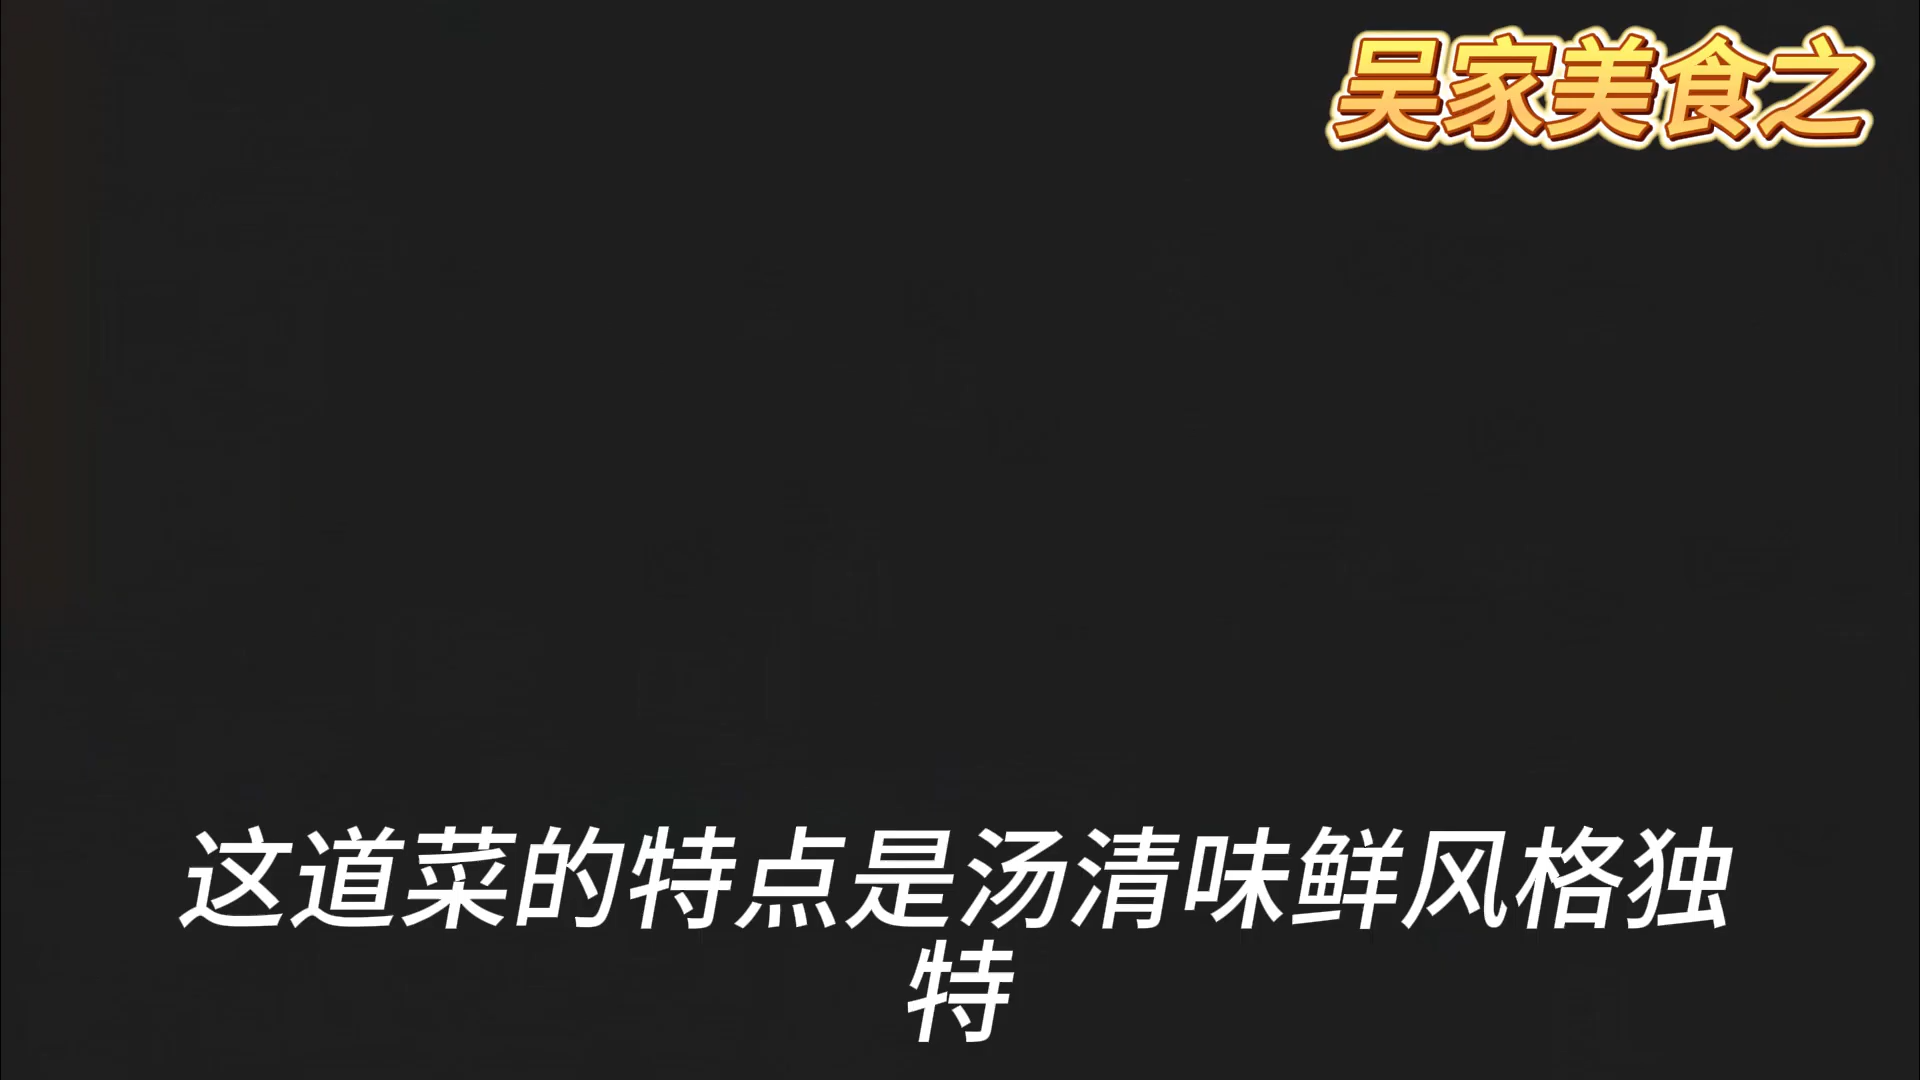 吴家美食之
这道菜的特点是汤清味鲜风格独
特